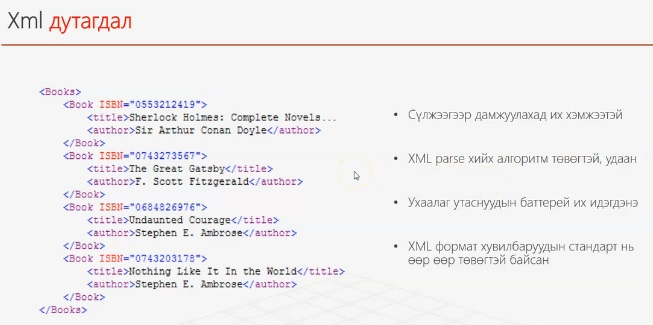 Xml дутагдал
<Books>
<Book ISBN="0553212419">
<title>Sherlock Holmes: Complete Novels...
<author>Sir Arthur Conan Doyle</author>
</Book>
<Book ISBN="0743273567">
<title>The Great Gatsby</title>
<author>F. Scott Fitzgerald</author>
</Book>
<Book ISBN="0684826976">
<title>Undaunted Courage</title>
<author>Stephen E. Ambrose</author>
</Book>
<Book ISBN="0743203178">
<title>Nothing Like It In the World</title>
<author>Stephen E. Ambrose</author>
</Book>
</Books>
• Сүлжээгээр дамжуулахад их хэмжээтэй
• XML parse хийх алгоритм төвөгтэй, удаан
• Ухаалаг утаснуудын баттерей их идэгдэнэ
• XML формат хувилбаруудын стандарт нь
өөр өөр төвөгтэй байсан